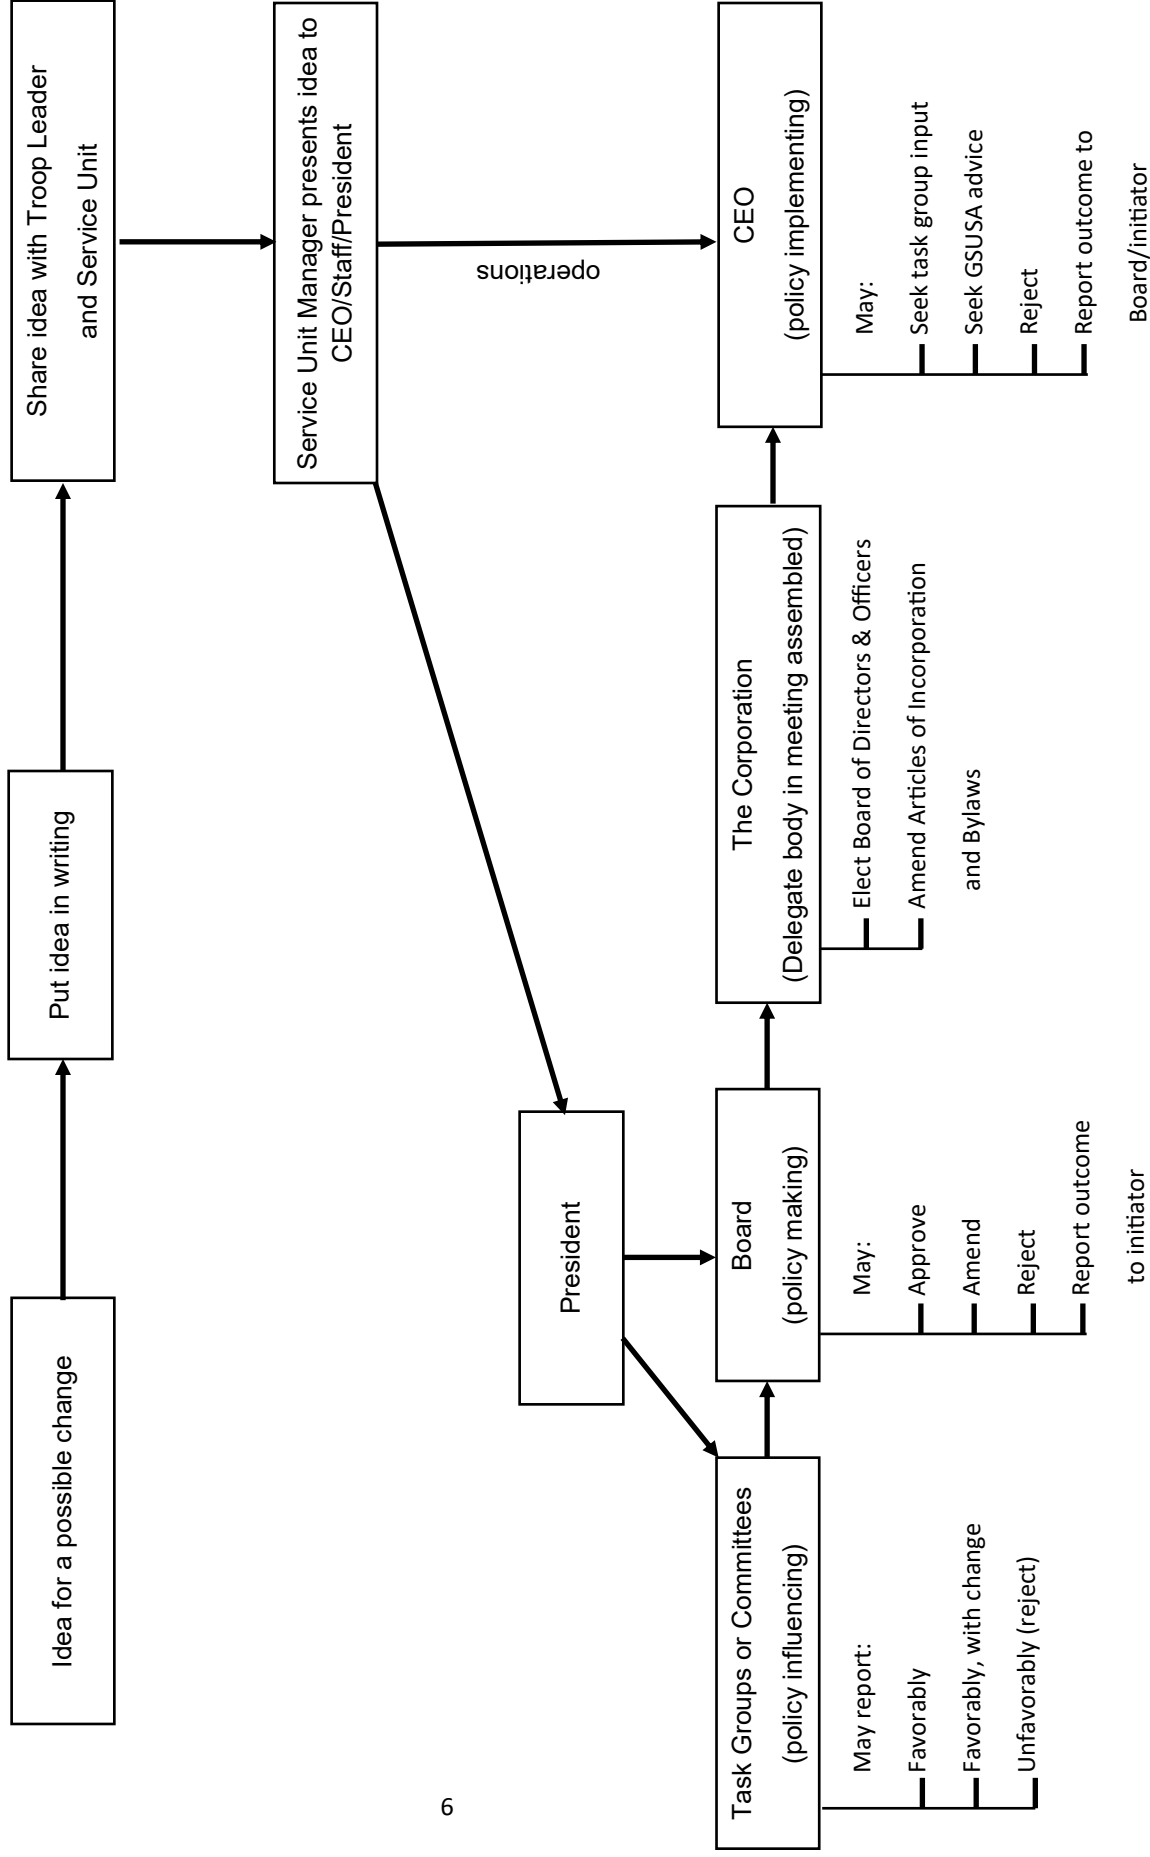 Idea for a possible change
Put idea in writing
Share idea with Troop Leader
and Service Unit
Service Unit Manager presents idea to
CEO/Staff/President
operations
President
Task Groups or Committees
(policy influencing)
May report:
Favorably
Favorably, with change
Unfavorably (reject)
Board
(policy making)
May:
Approve
Amend
Reject
Report outcome
to initiator
The Corporation
(Delegate body in meeting assembled)
Elect Board of Directors & Officers
Amend Articles of Incorporation
and Bylaws
CEO
(policy implementing)
May:
Seek task group input
Seek GSUSA advice
Reject
Report outcome to
Board/initiator
6